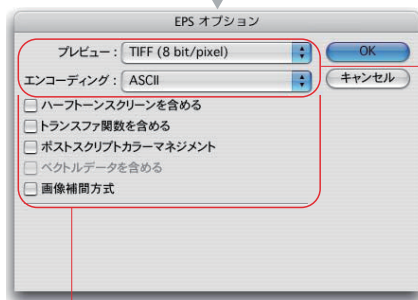 EPS オプション
プレビュー： TIFF (8 bit/pixel) OK
エンコーディング： ASCII キャンセル
ハーフトーンスクリーンを含める
トランスファ関数を含める
ポストスクリプトカラーマネジメント
ベクトルデータを含める
画像補間方式